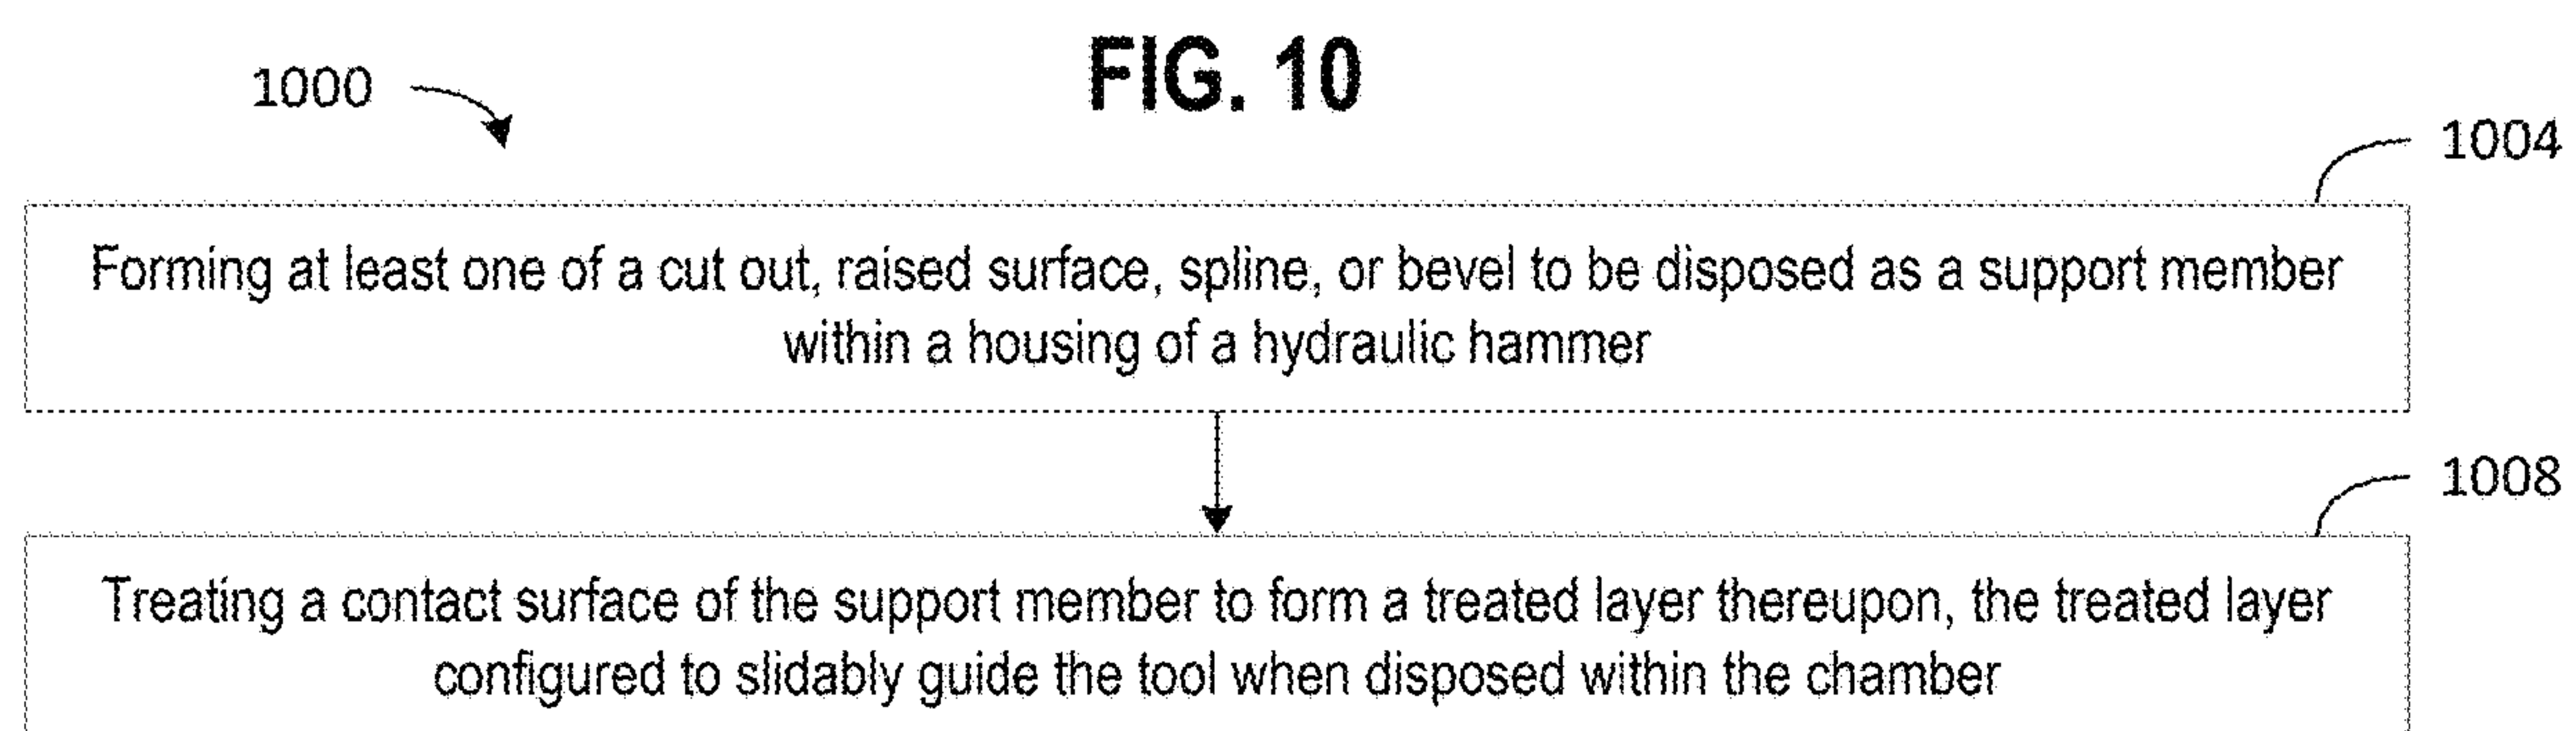 FIG. 10
1000
1004
Forming at least one of a cut out, raised surface, spline, or bevel to be disposed as a support member
within a housing of a hydraulic hammer
1008
Treating a contact surface of the support member to form a treated layer thereupon, the treated layer
configured to slidably guide the tool when disposed within the chamber